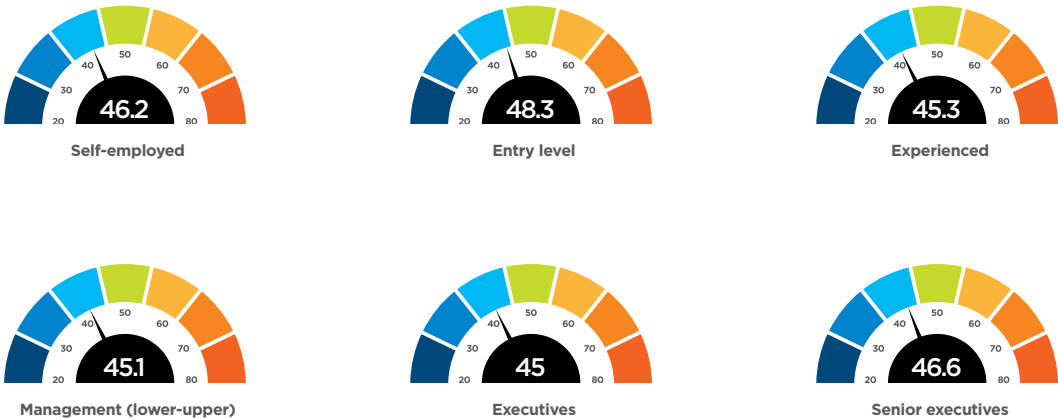 50
40 60
30 70
20 46.2 80
Self-employed
50
40 60
30 70
20 48.3 80
Entry level
50
40 60
30 70
20 45.3 80
Experienced
50
40 60
30 70
20 45.1 80
Management (lower-upper)
50
40 60
30 70
20 45 80
Executives
50
40 60
30 70
20 46.6 80
Senior executives